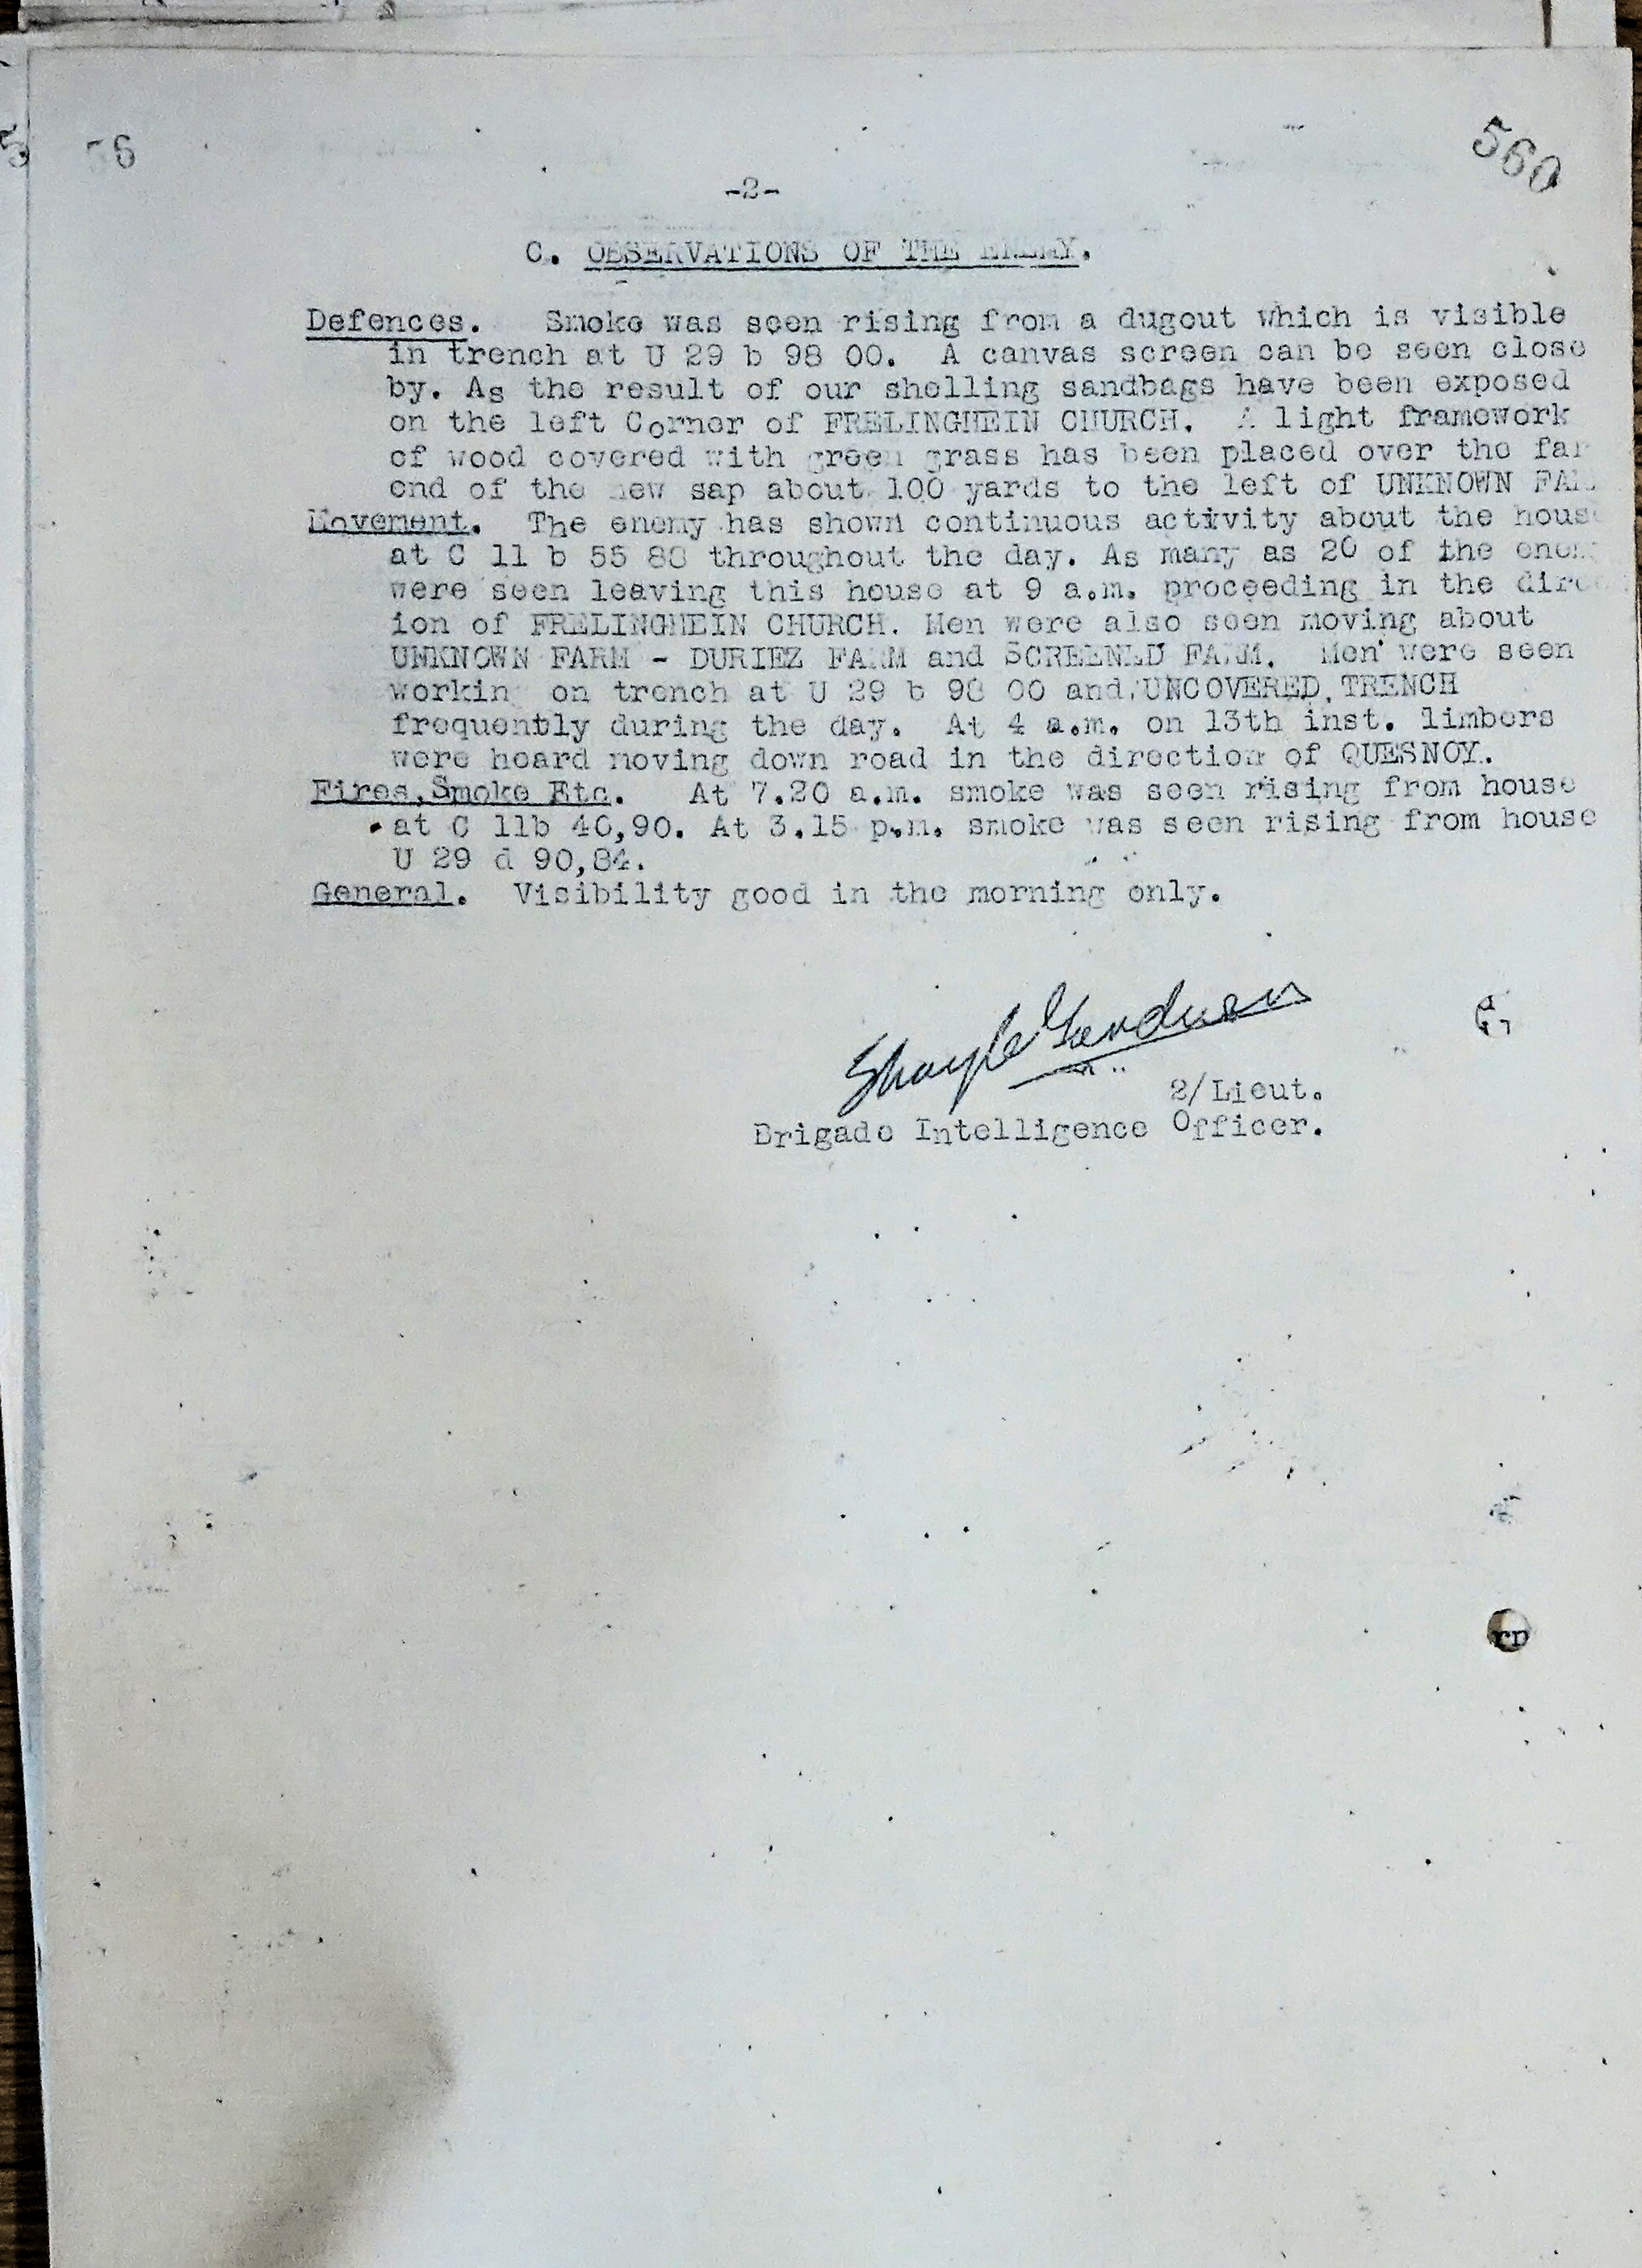 560
-2-
C. OBSERVATIONS OF THE ENEMY.
Defences. Smoke was seen rising from a dugout which is visible
in trench at U 29 b 98 00. A canvas screen can be seen close
by. As the result of our shelling sandbags have been exposed
on the left Corner of FRELINGHEIN CHURCH. A light framework
of wood covered with green grass has been placed over the far
end of the new sap about 100 yards to the left of UNKNOWN
Movement. The enemy has shown continuous activity about the
at C 11 b 55 throughout the day. As many as 20 of the
were seen leaving this house at 9 a.m. proceeding in the
ion of FRELINGHEIN CHURCH. Men were also seen moving about
UNKNOWN FARM - DURIEZ FARM and SCREENED FARM. Men were seen
workin on trench at U 29 b 98 00 and UNCOVERED TRENCH
frequently during the day. At 4 a.m. on 13th inst. limbers
were heard moving down road in the direction of QUESNOY.
Fires, Smoke Etc. At 7.20 a.m. smoke was seen rising from house
at C 11b 40,90. At 3.15 p.m. smoke was seen rising from house
U 29 d 90,84.
General. Visibility good in the morning only.
2/Lieut.
Brigade Intelligence Officer.